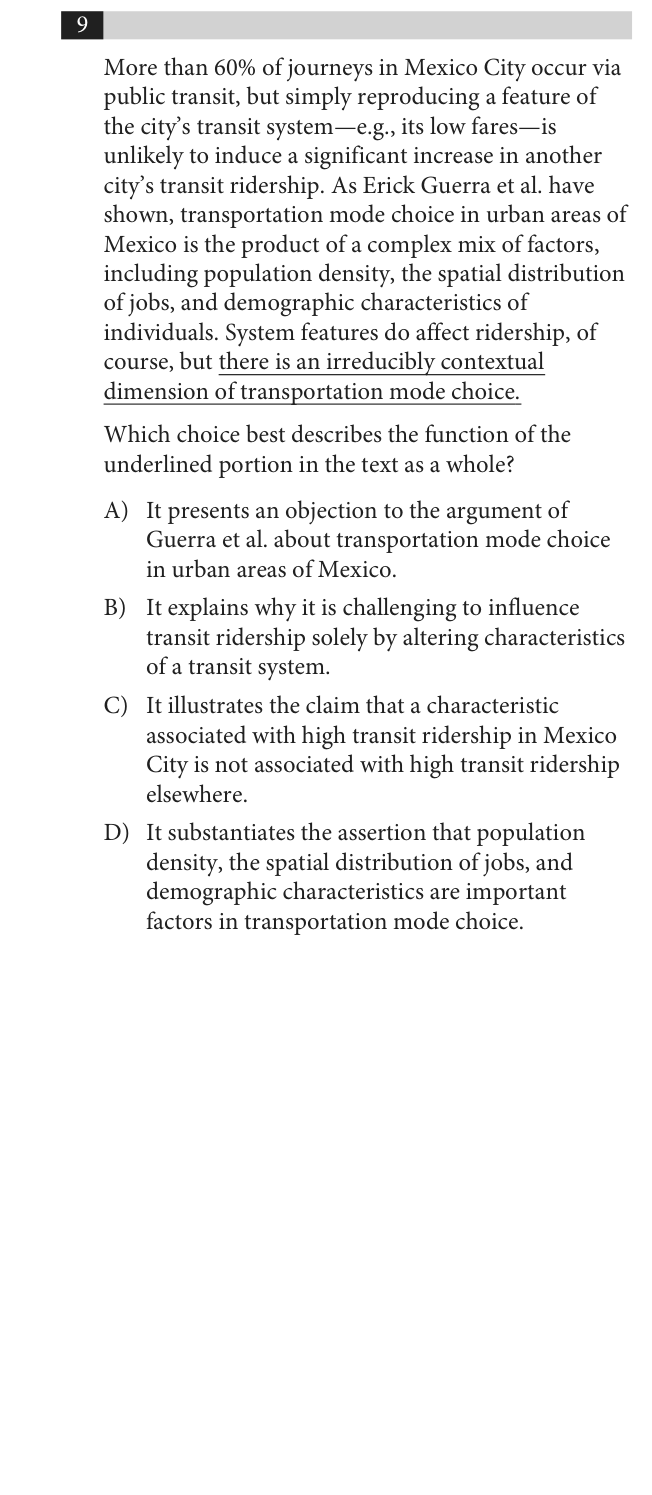 9
More than 60% of journeys in Mexico City occur via
public transit, but simply reproducing a feature of
the city’s transit system—e.g., its low fares—is
unlikely to induce a significant increase in another
city’s transit ridership. As Erick Guerra et al. have
shown, transportation mode choice in urban areas of
Mexico is the product of a complex mix of factors,
including population density, the spatial distribution
of jobs, and demographic characteristics of
individuals. System features do affect ridership, of
course, but there is an irreducibly contextual
dimension of transportation mode choice.
Which choice best describes the function of the
underlined portion in the text as a whole?
A) It presents an objection to the argument of
Guerra et al. about transportation mode choice
in urban areas of Mexico.
B) It explains why it is challenging to influence
transit ridership solely by altering characteristics
of a transit system.
C) It illustrates the claim that a characteristic
associated with high transit ridership in Mexico
City is not associated with high transit ridership
elsewhere.
D) It substantiates the assertion that population
density, the spatial distribution of jobs, and
demographic characteristics are important
factors in transportation mode choice.